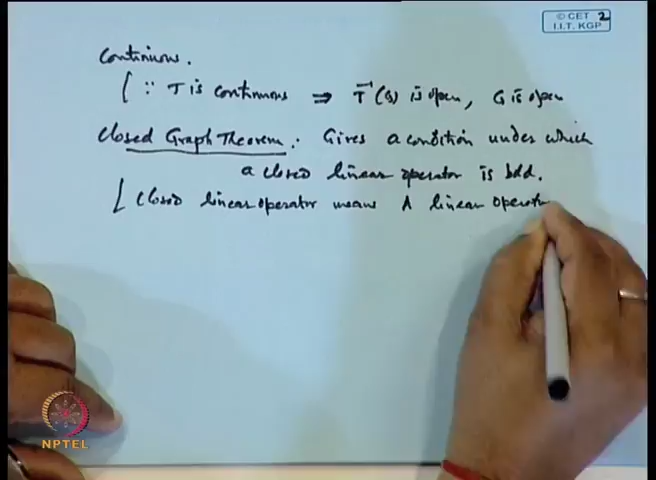 © CET
I.I.T. KGP
2
Continuous.
[ ∵ T is continuous ⇒ T⁻¹(G) is open, G is open
Closed Graph Theorem: Gives a condition under which
a closed linear operator is bdd.
[ Closed linear operator means A linear operator
NPTEL